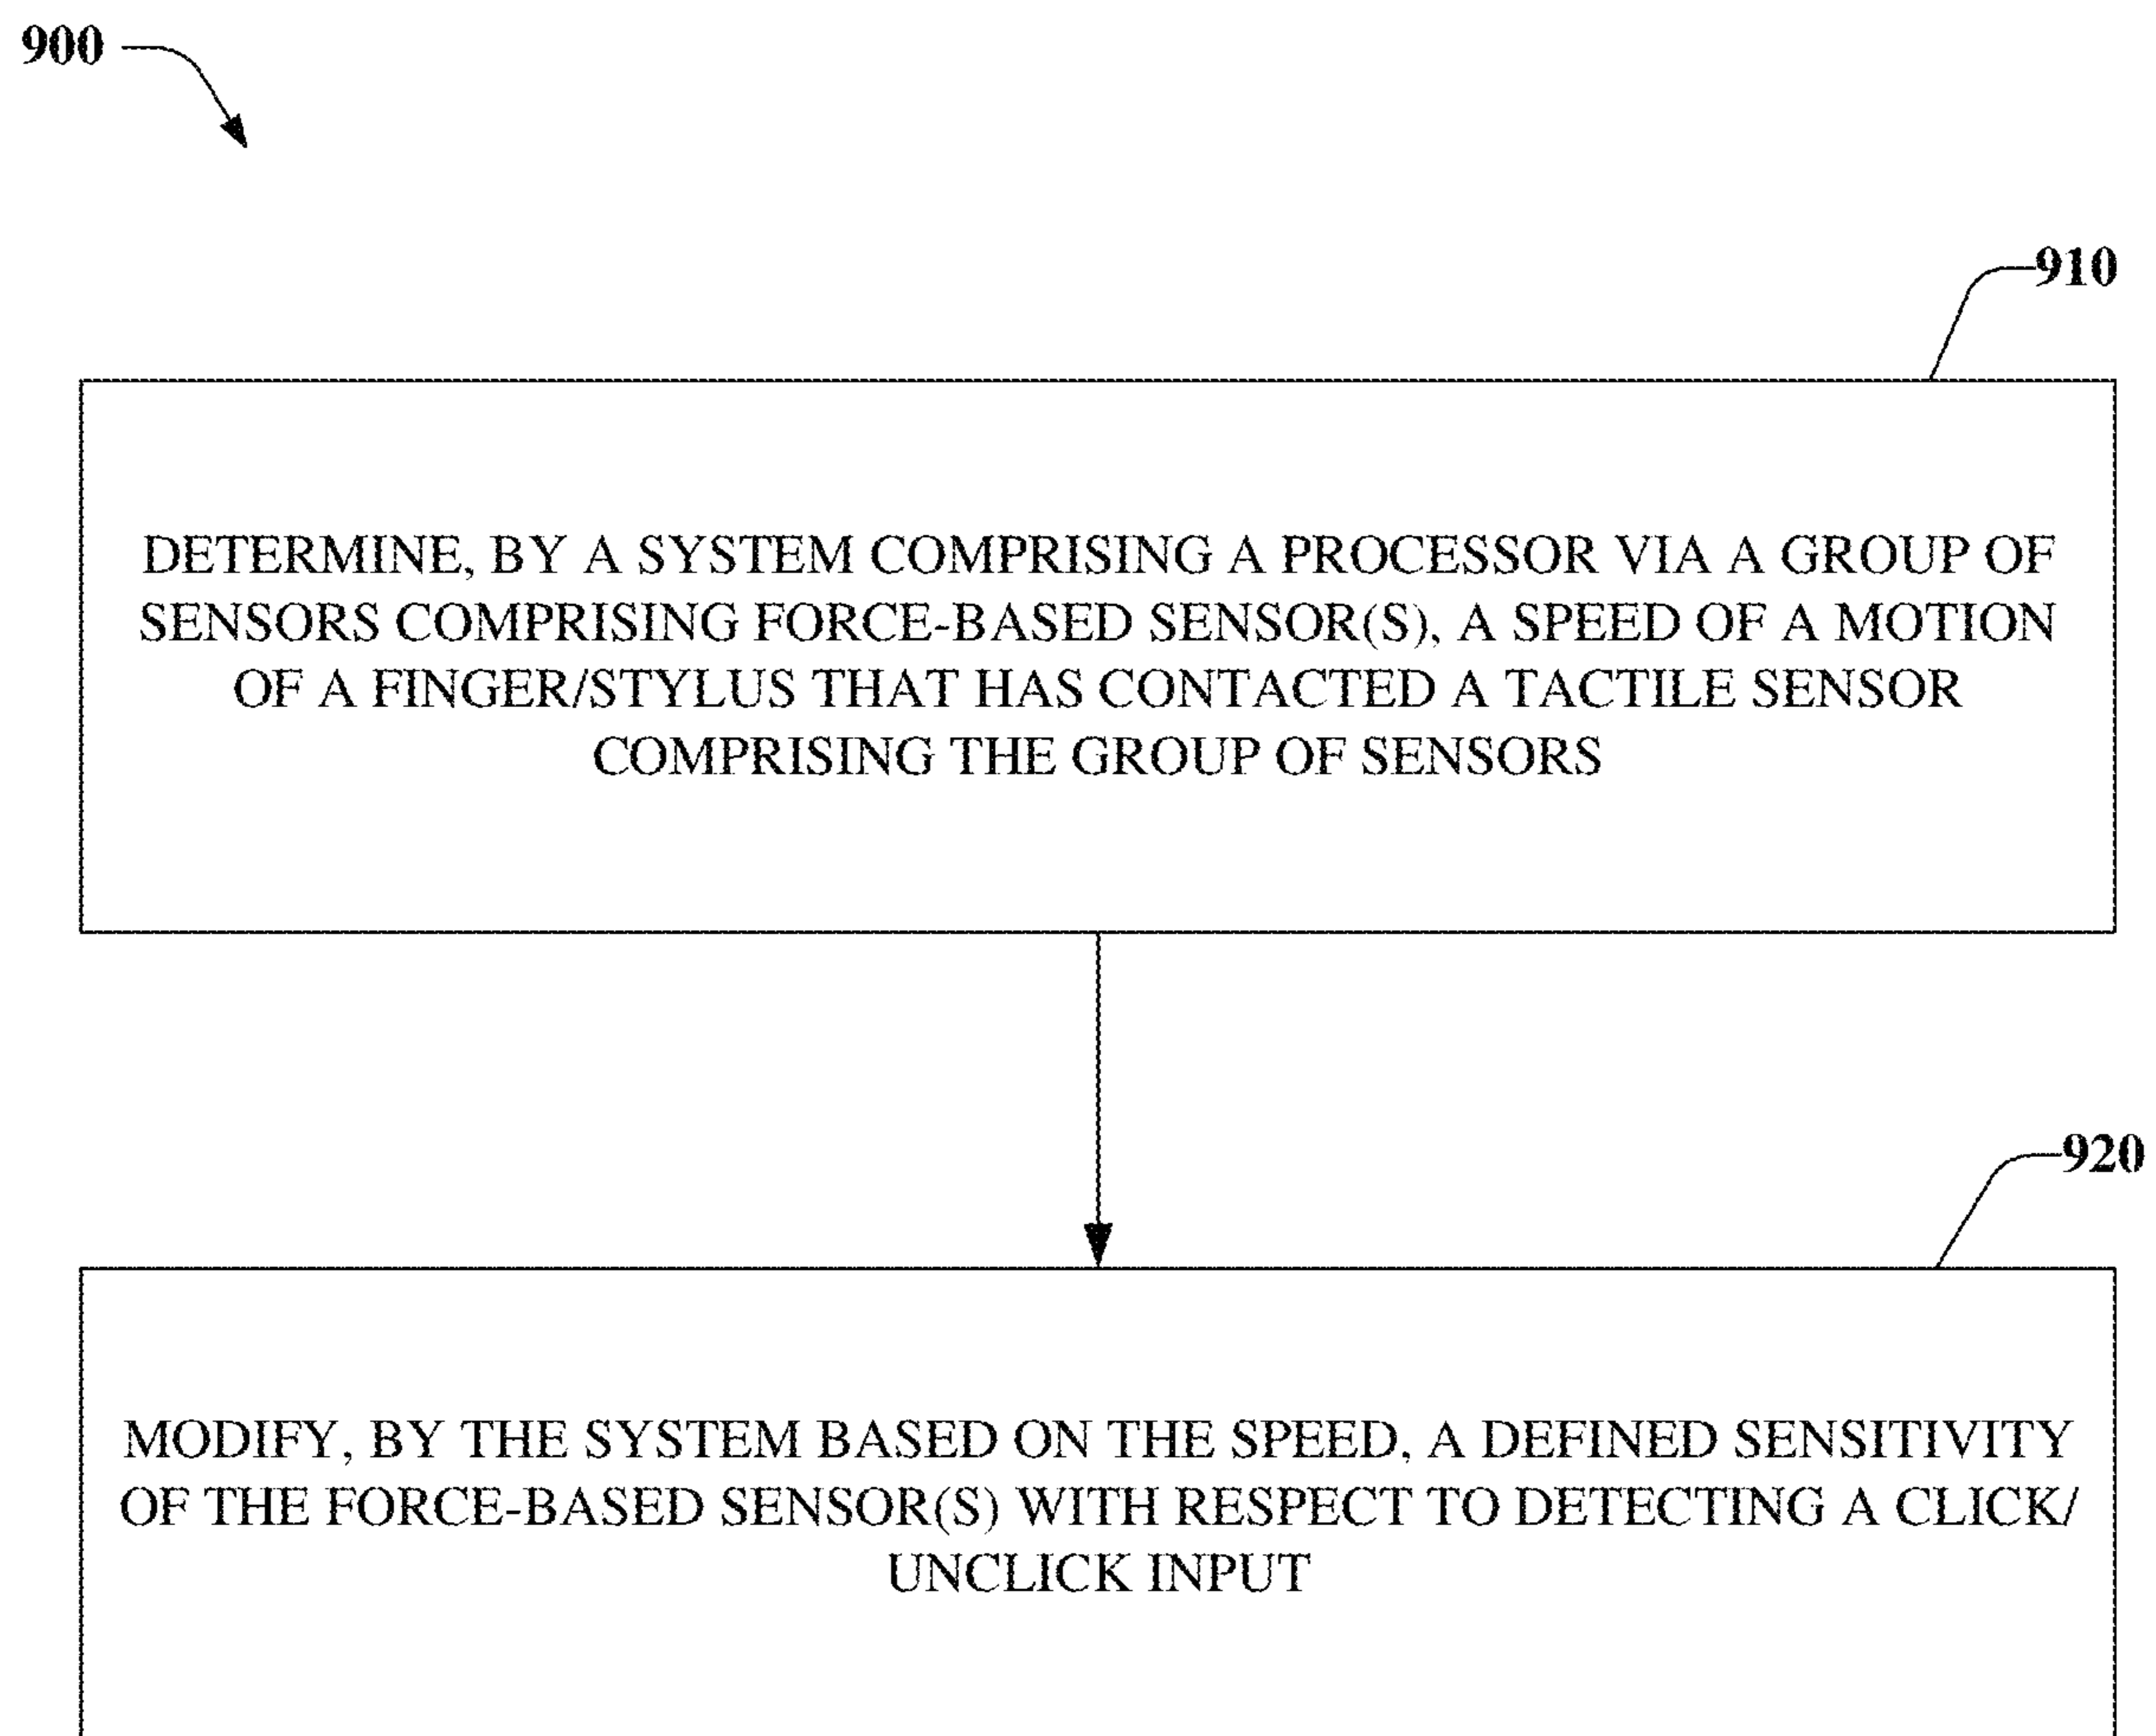 900
910
DETERMINE, BY A SYSTEM COMPRISING A PROCESSOR VIA A GROUP OF
SENSORS COMPRISING FORCE-BASED SENSOR(S), A SPEED OF A MOTION
OF A FINGER/STYLUS THAT HAS CONTACTED A TACTILE SENSOR
COMPRISING THE GROUP OF SENSORS
920
MODIFY, BY THE SYSTEM BASED ON THE SPEED, A DEFINED SENSITIVITY
OF THE FORCE-BASED SENSOR(S) WITH RESPECT TO DETECTING A CLICK/
UNCLICK INPUT